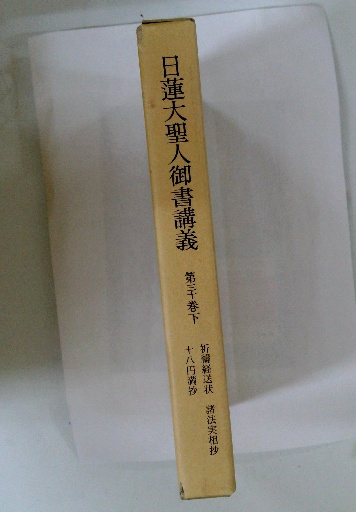 日蓮大聖人御書講義
第三十巻下
祈禱経送状 諸法実相抄
十八円満抄